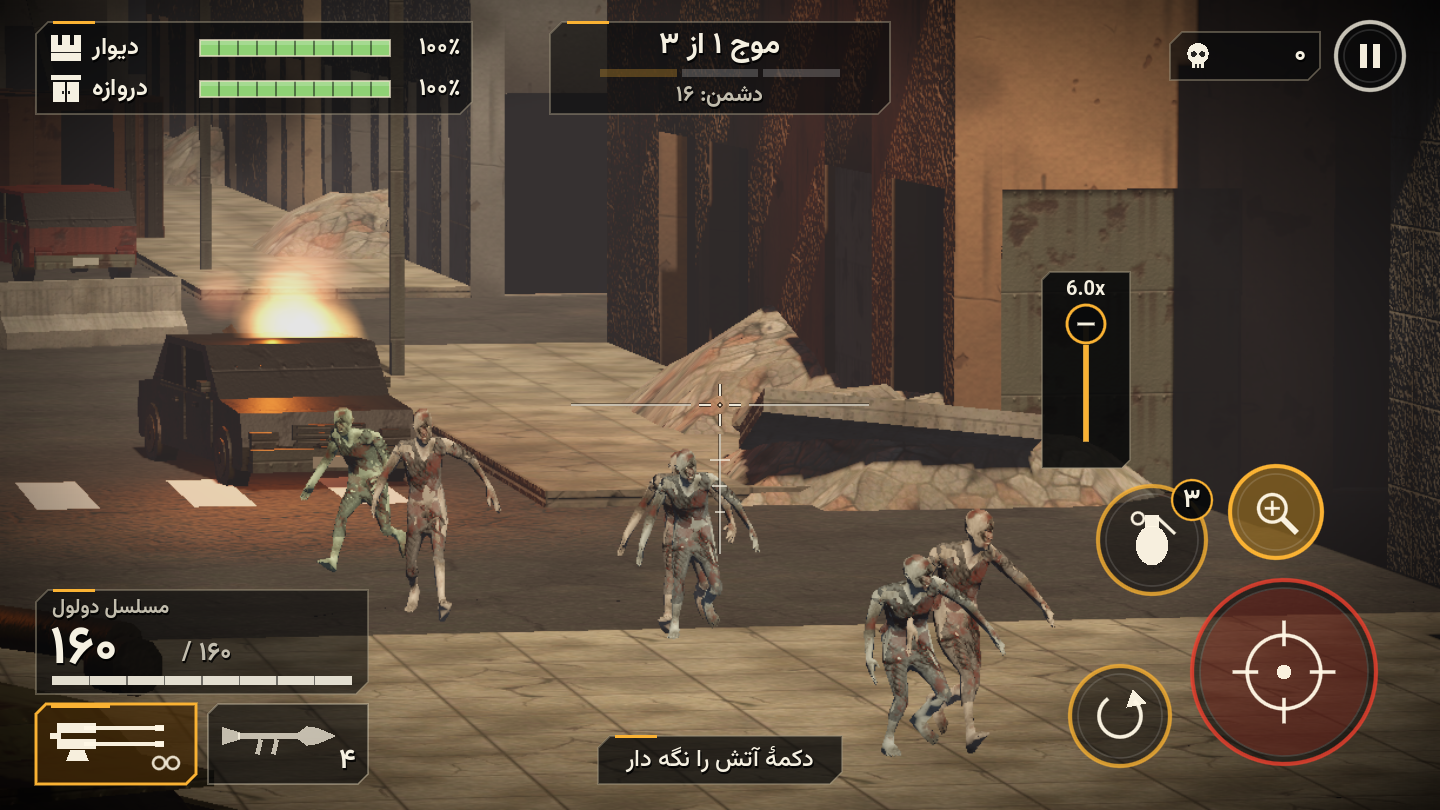 دیوار ۱۰۰٪
دروازه ۱۰۰٪
موج ۱ از ۳
دشمن: ۱۶
۰
6.0x
۳
مسلسل دولول
۱۶۰ / ۱۶۰
∞
۴
دکمهٔ آتش را نگه دار